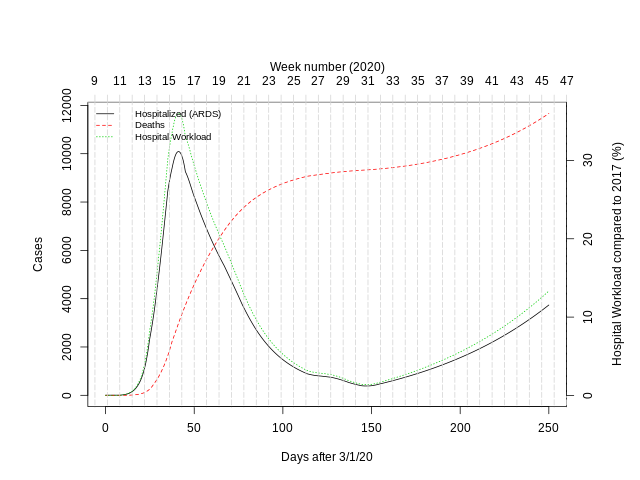 Week number (2020)
9 11 13 15 17 19 21 23 25 27 29 31 33 35 37 39 41 43 45 47
Hospitalized (ARDS)
Deaths
Hospital Workload
Cases
0 2000 4000 6000 8000 10000 12000
Hospital Workload compared to 2017 (%)
0 10 20 30
0 50 100 150 200 250
Days after 3/1/20